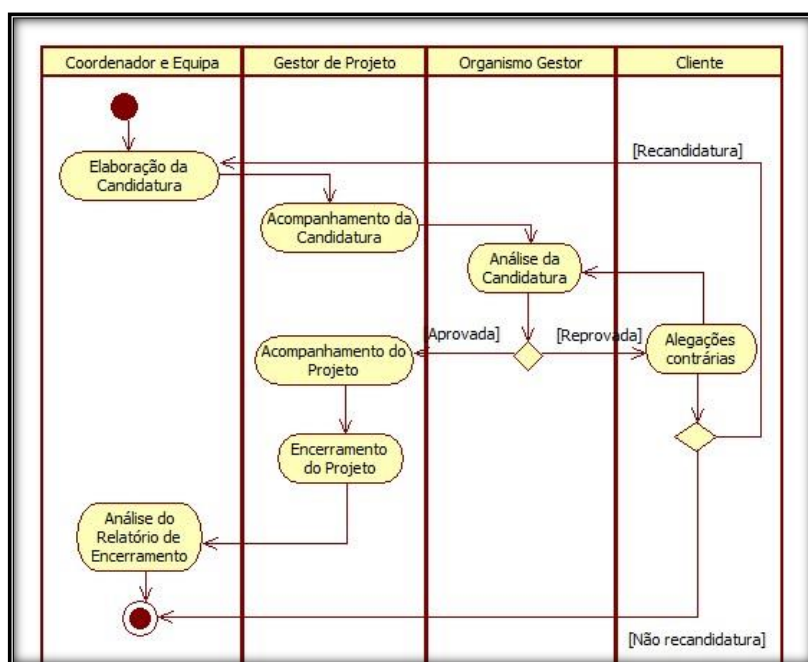 Coordenador e Equipa
Gestor de Projeto
Organismo Gestor
Cliente
[Recandidatura]
Elaboração da
Candidatura
Acompanhamento da
Candidatura
Análise da
Candidatura
[Aprovada]
[Reprovada]
Alegações
contrárias
Acompanhamento do
Projeto
Encerramento
do Projeto
Análise do
Relatório de
Encerramento
[Não recandidatura]